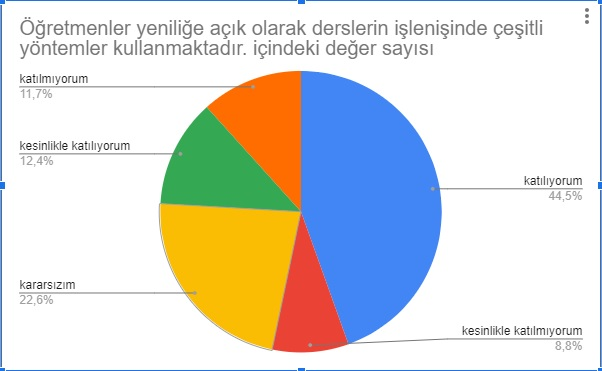 Öğretmenler yeniliğe açık olarak derslerin işlenişinde çeşitli
yöntemler kullanmaktadır. içindeki değer sayısı
katılmıyorum
11,7%
kesinlikle katılıyorum
12,4%
katılıyorum
44,5%
kararsızım
22,6%
kesinlikle katılmıyorum
8,8%